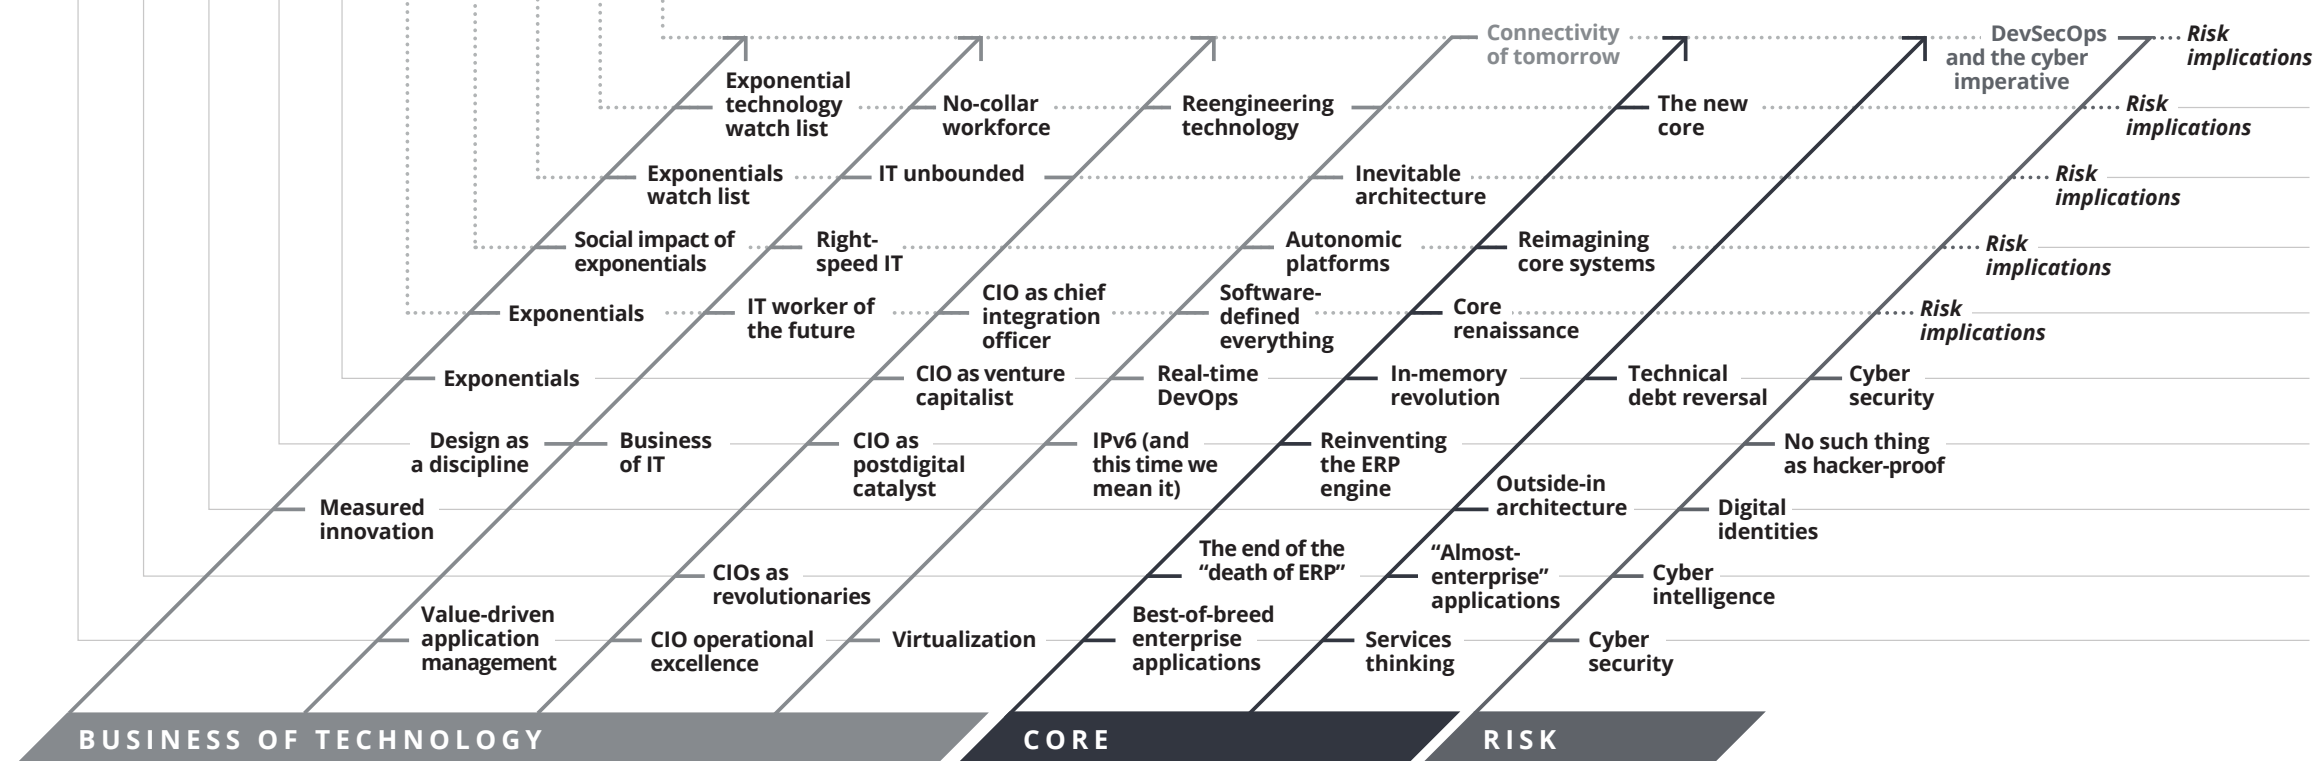 Connectivity
of tomorrow
DevSecOps
and the cyber
imperative
Risk
implications
Exponential
technology
watch list
No-collar
workforce
Reengineering
technology
The new
core
Risk
implications
Exponentials
watch list
IT unbounded
Inevitable
architecture
Risk
implications
Social impact of
exponentials
Right-
speed IT
Autonomic
platforms
Reimagining
core systems
Risk
implications
Exponentials
IT worker of
the future
CIO as chief
integration
officer
Software-
defined
everything
Core
renaissance
Risk
implications
Exponentials
CIO as venture
capitalist
Real-time
DevOps
In-memory
revolution
Technical
debt reversal
Cyber
security
Design as
a discipline
Business
of IT
CIO as
postdigital
catalyst
IPv6 (and
this time we
mean it)
Reinventing
the ERP
engine
No such thing
as hacker-proof
Measured
innovation
Outside-in
architecture
Digital
identities
CIOs as
revolutionaries
The end of the
“death of ERP”
“Almost-
enterprise”
applications
Cyber
intelligence
Value-driven
application
management
CIO operational
excellence
Virtualization
Best-of-breed
enterprise
applications
Services
thinking
Cyber
security
BUSINESS OF TECHNOLOGY
CORE
RISK